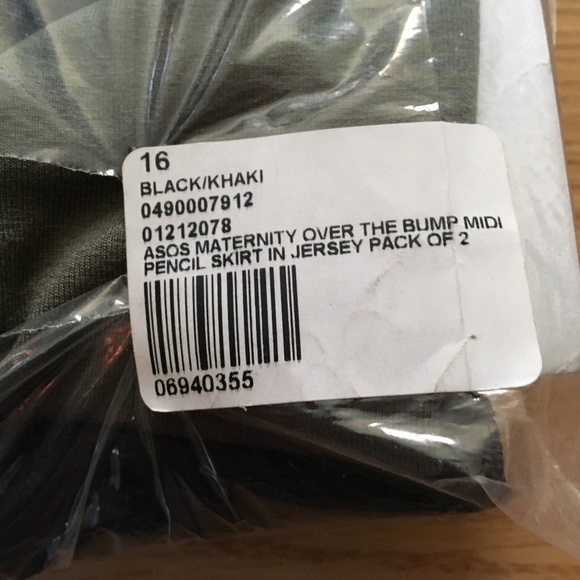 16
BLACK/KHAKI
0490007912
01212078
ASOS MATERNITY OVER THE BUMP MIDI
PENCIL SKIRT IN JERSEY PACK OF 2
06940355